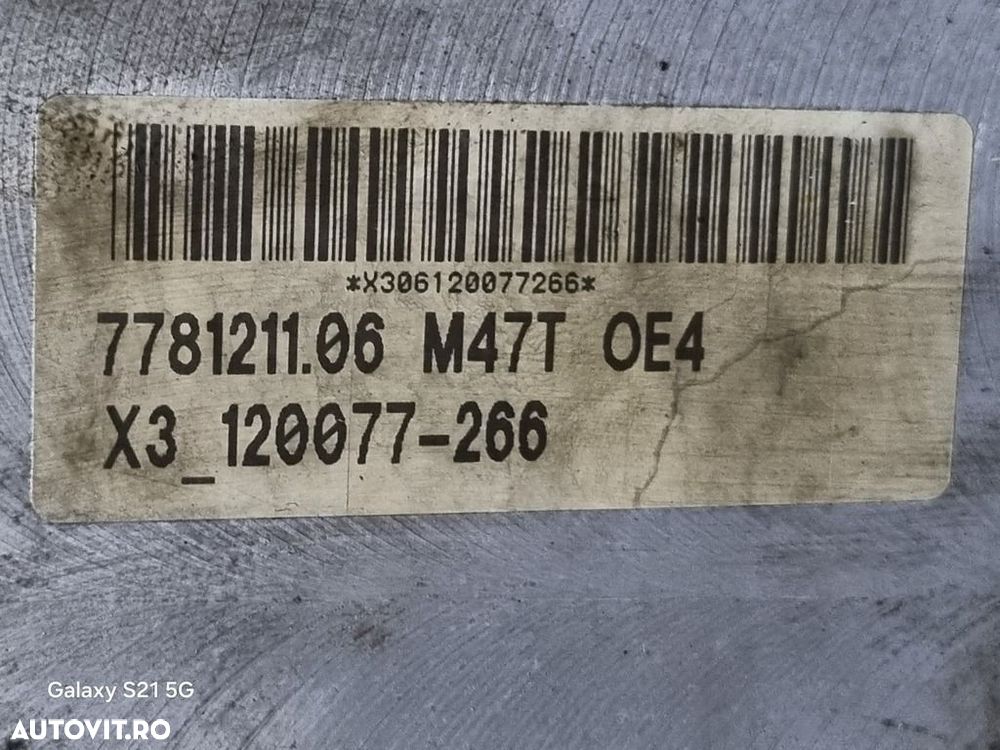 *X306120077266*
7781211.06 M47T OE4
X3_120077-266
Galaxy S21 5G
AUTOVIT.RO